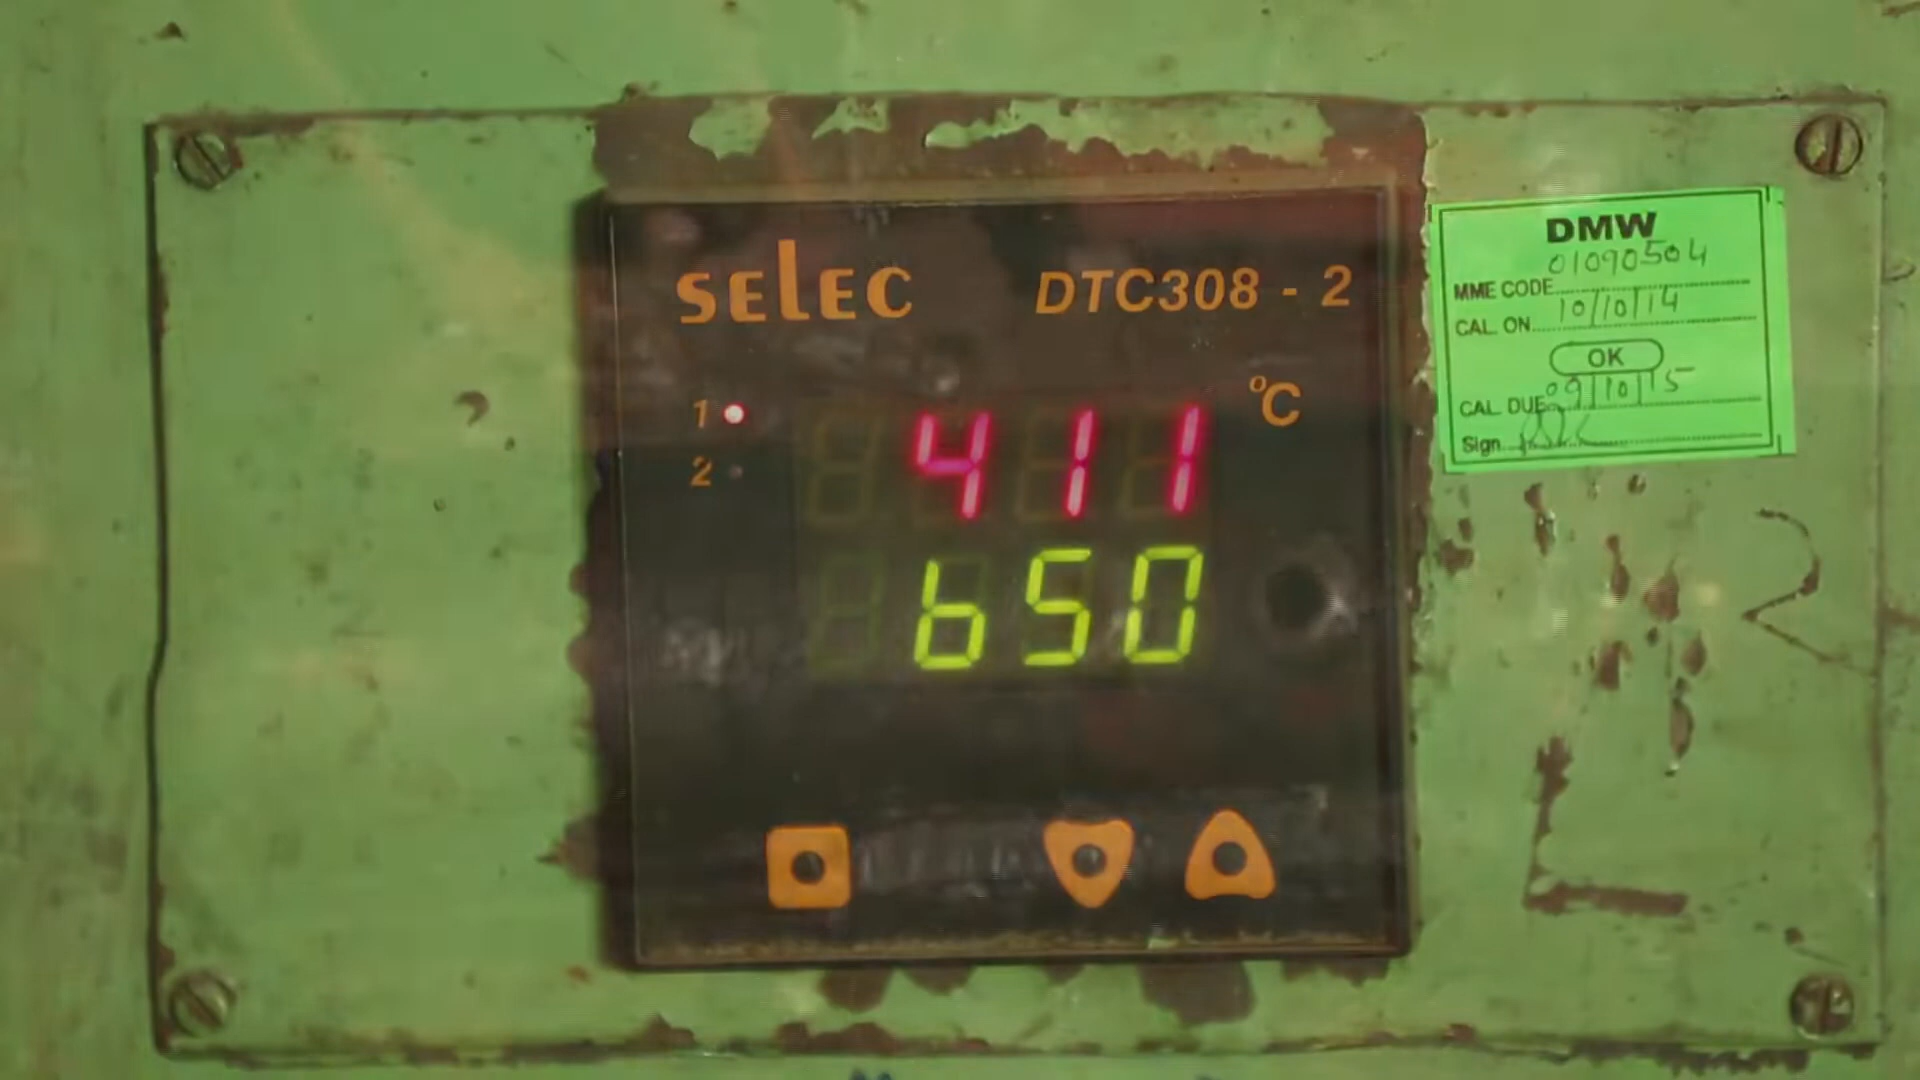 SELEC DTC308 - 2
1 411 °C
2
650
DMW
01090504
MME CODE
CAL. ON 10/10/14
OK
CAL. DUE 09/10/15
Sign
2
L